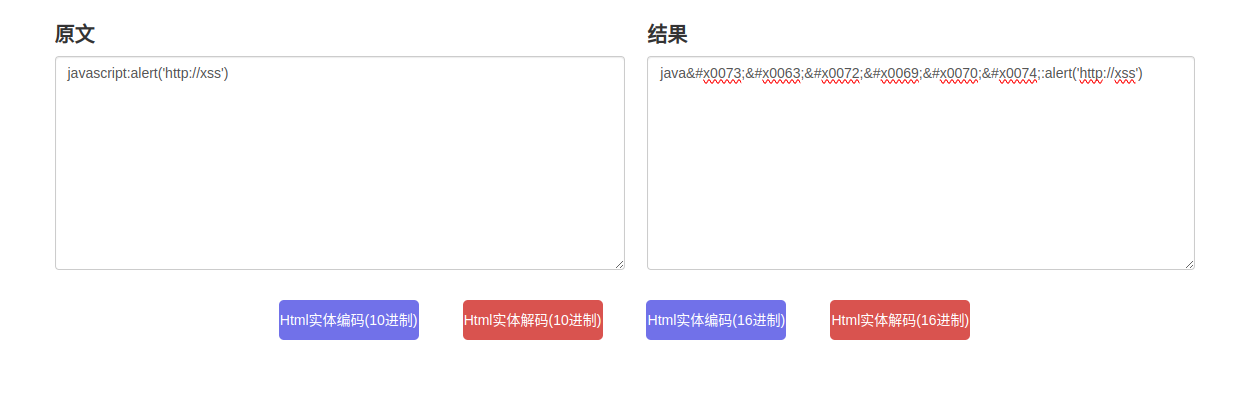 原文
结果
javascript:alert('http://xss')
java&#x0073;&#x0063;&#x0072;&#x0069;&#x0070;&#x0074;:alert('http://xss')
Html实体编码(10进制)
Html实体解码(10进制)
Html实体编码(16进制)
Html实体解码(16进制)